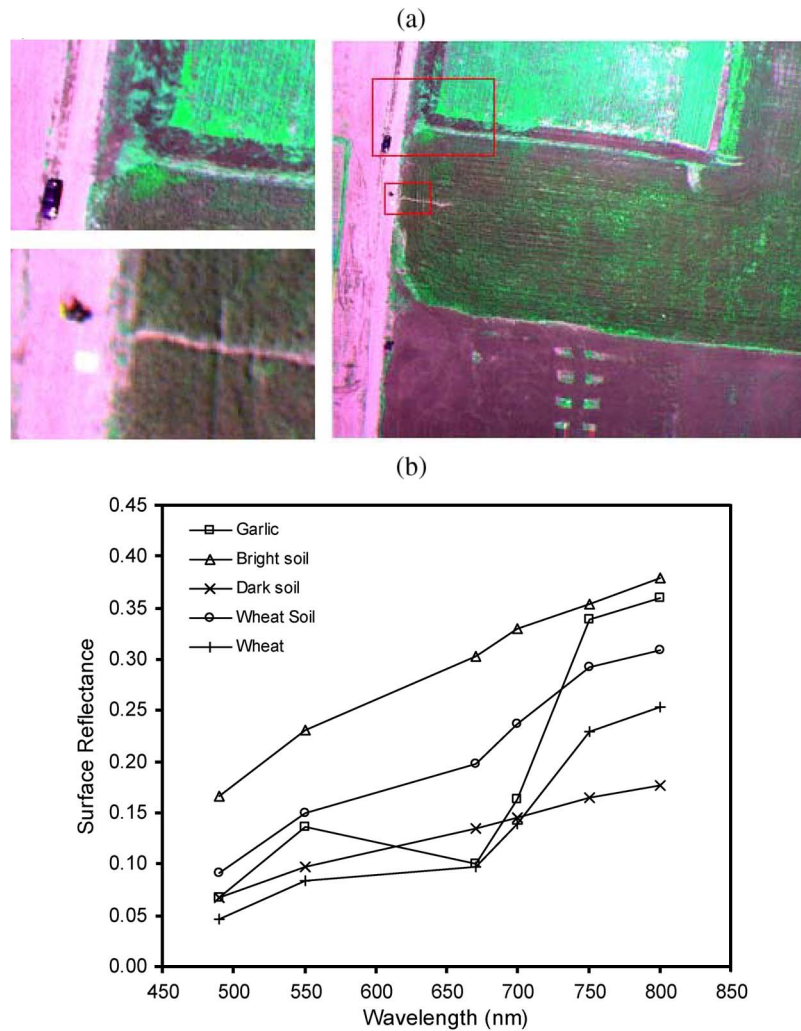 (a)
(b)
0.45
0.40
0.35
0.30
0.25
0.20
0.15
0.10
0.05
0.00
Surface Reflectance
Garlic
Bright soil
Dark soil
Wheat Soil
Wheat
450 500 550 600 650 700 750 800 850
Wavelength (nm)